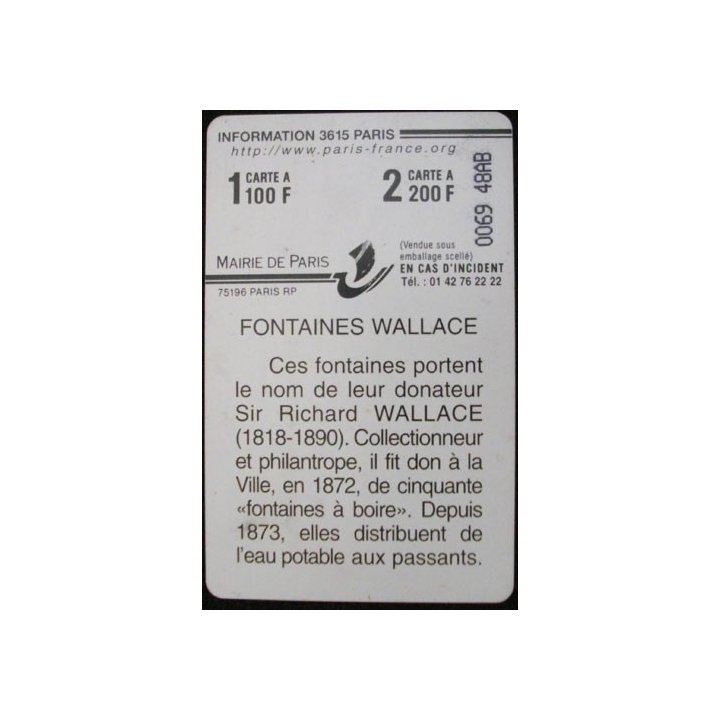 INFORMATION 3615 PARIS
http://www.paris-france.org
1 CARTE A 100 F
2 CARTE A 200 F
0069 48AB
MAIRIE DE PARIS
75196 PARIS RP
(Vendue sous
emballage scellé)
EN CAS D'INCIDENT
Tél. : 01 42 76 22 22
FONTAINES WALLACE
Ces fontaines portent
le nom de leur donateur
Sir Richard WALLACE
(1818-1890). Collectionneur
et philantrope, il fit don à la
Ville, en 1872, de cinquante
«fontaines à boire». Depuis
1873, elles distribuent de
l'eau potable aux passants.